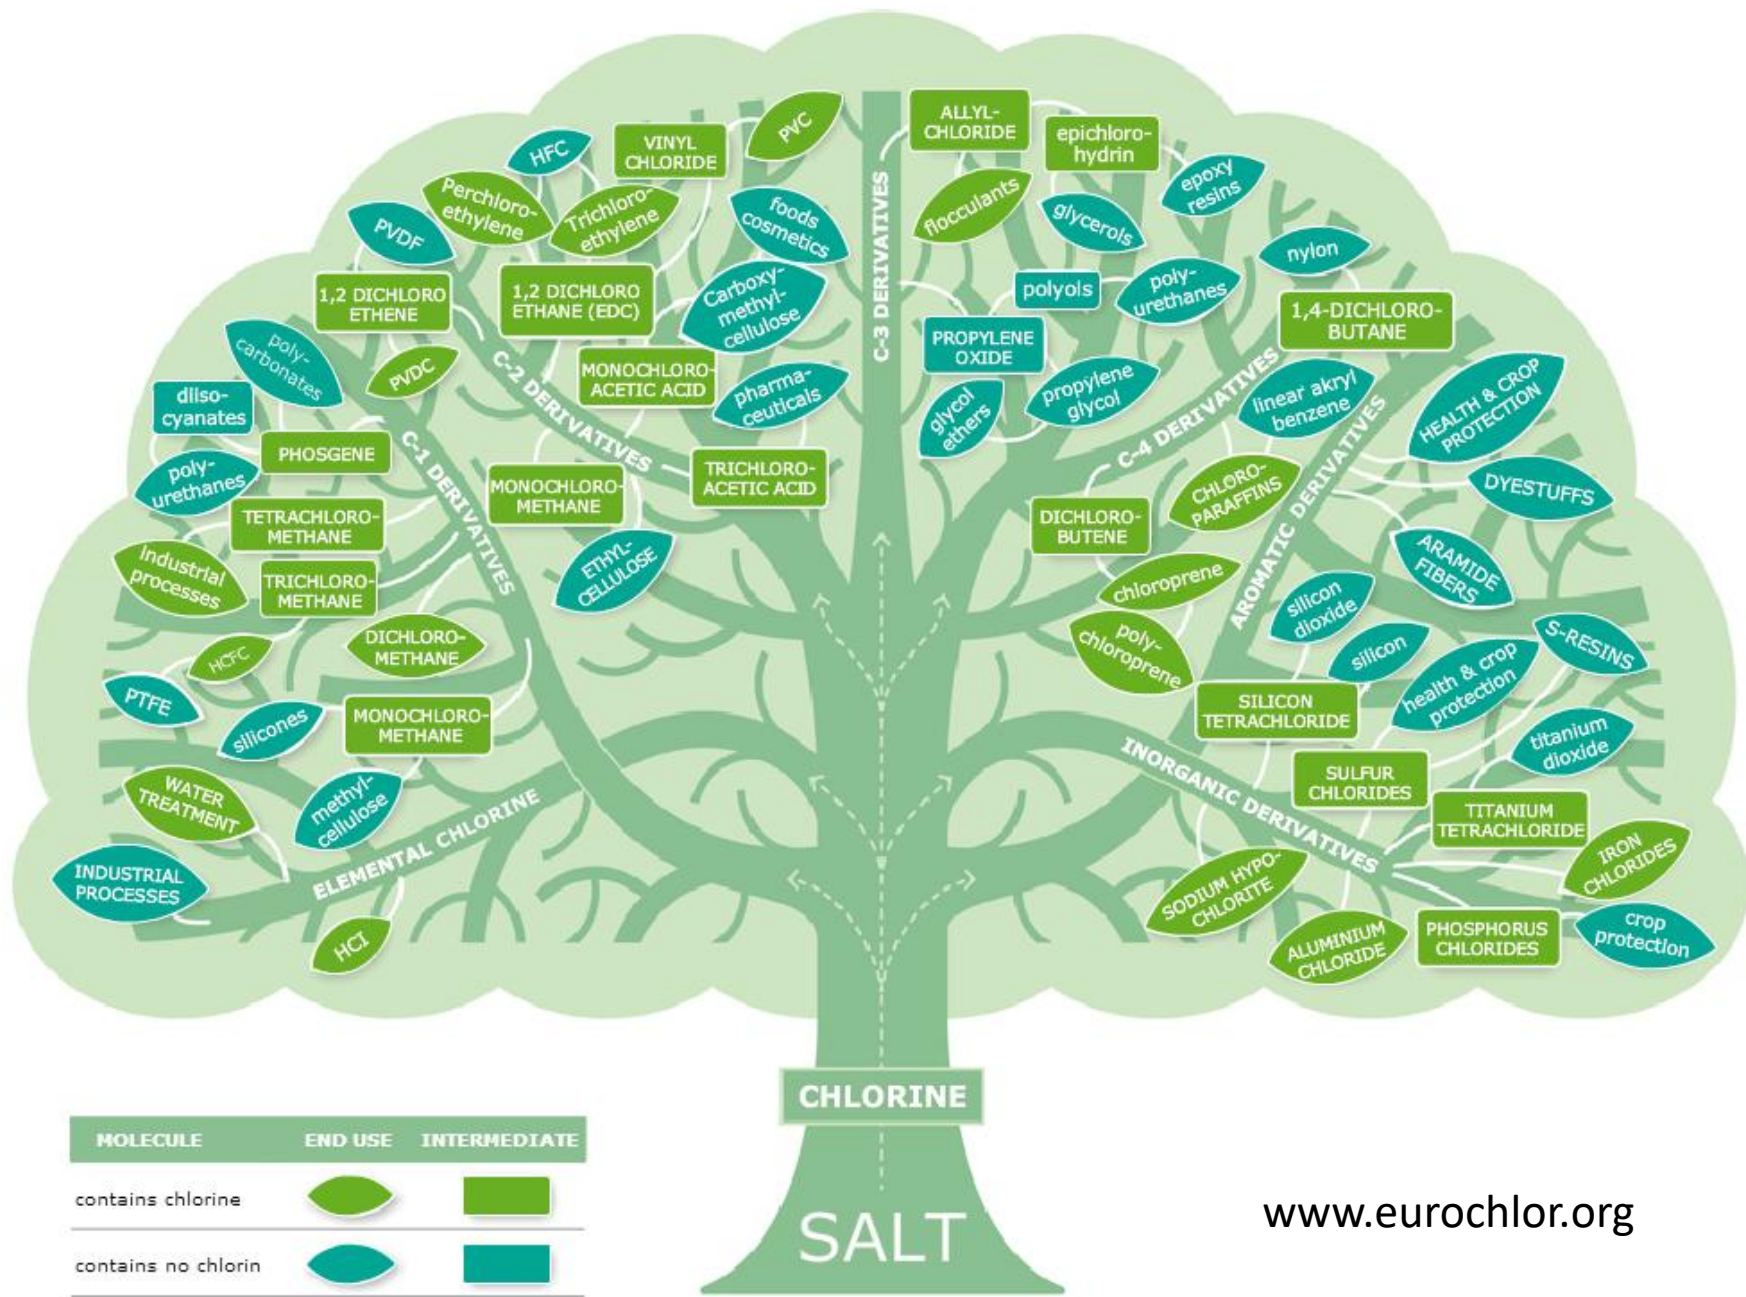 ALLYL-
CHLORIDE
epichloro-
hydrin
PVC
VINYL
CHLORIDE
HFC
Perchloro-
ethylene
Trichloro-
ethylene
foods
cosmetics
flocculants
glycerols
epoxy
resins
PVDF
nylon
1,2 DICHLORO
ETHENE
1,2 DICHLORO
ETHANE (EDC)
Carboxy-
methyl-
cellulose
C-3 DERIVATIVES
polyols
poly-
urethanes
1,4-DICHLORO-
BUTANE
poly-
carbonates
PVDC
C-2 DERIVATIVES
MONOCHLORO-
ACETIC ACID
pharma-
ceuticals
PROPYLENE
OXIDE
glycol
ethers
propylene
glycol
C-4 DERIVATIVES
linear akryl
benzene
HEALTH & CROP
PROTECTION
diiso-
cyanates
PHOSGENE
poly-
urethanes
C-1 DERIVATIVES
MONOCHLORO-
METHANE
TRICHLORO-
ACETIC ACID
DICHLORO-
BUTENE
CHLORO-
PARAFFINS
AROMATIC DERIVATIVES
DYESTUFFS
TETRACHLORO-
METHANE
Industrial
processes
TRICHLORO-
METHANE
ETHYL-
CELLULOSE
chloroprene
ARAMIDE
FIBERS
silicon
dioxide
poly-
chloroprene
silicon
health & crop
protection
S-RESINS
HCFC
DICHLORO-
METHANE
PTFE
silicones
MONOCHLORO-
METHANE
SILICON
TETRACHLORIDE
titanium
dioxide
WATER
TREATMENT
methyl-
cellulose
ELEMENTAL CHLORINE
INORGANIC DERIVATIVES
SULFUR
CHLORIDES
TITANIUM
TETRACHLORIDE
IRON
CHLORIDES
INDUSTRIAL
PROCESSES
HCI
SODIUM HYPO-
CHLORITE
ALUMINIUM
CHLORIDE
PHOSPHORUS
CHLORIDES
crop
protection
CHLORINE
SALT
MOLECULE END USE INTERMEDIATE
contains chlorine
contains no chlorin
www.eurochlor.org